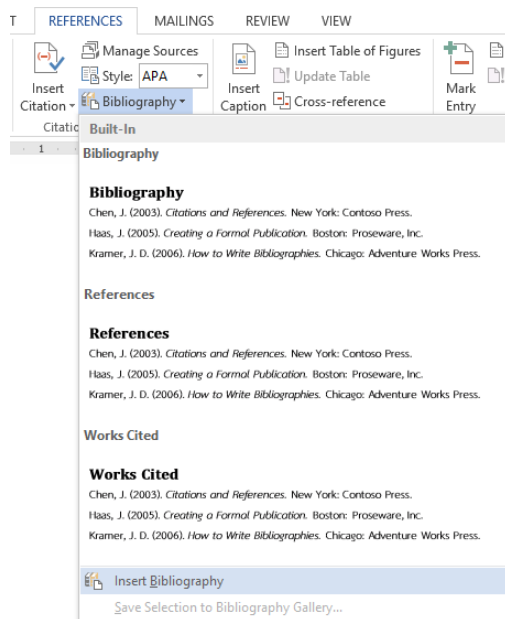 T REFERENCES MAILINGS REVIEW VIEW
Manage Sources
Style: APA
Bibliography
Insert Citation
Citatic
Insert Caption
Insert Table of Figures
Update Table
Cross-reference
Mark Entry
1
Built-In
Bibliography
Bibliography
Chen, J. (2003). Citations and References. New York: Contoso Press.
Haas, J. (2005). Creating a Formal Publication. Boston: Proseware, Inc.
Kramer, J. D. (2006). How to Write Bibliographies. Chicago: Adventure Works Press.
References
References
Chen, J. (2003). Citations and References. New York: Contoso Press.
Haas, J. (2005). Creating a Formal Publication. Boston: Proseware, Inc.
Kramer, J. D. (2006). How to Write Bibliographies. Chicago: Adventure Works Press.
Works Cited
Works Cited
Chen, J. (2003). Citations and References. New York: Contoso Press.
Haas, J. (2005). Creating a Formal Publication. Boston: Proseware, Inc.
Kramer, J. D. (2006). How to Write Bibliographies. Chicago: Adventure Works Press.
Insert Bibliography
Save Selection to Bibliography Gallery...